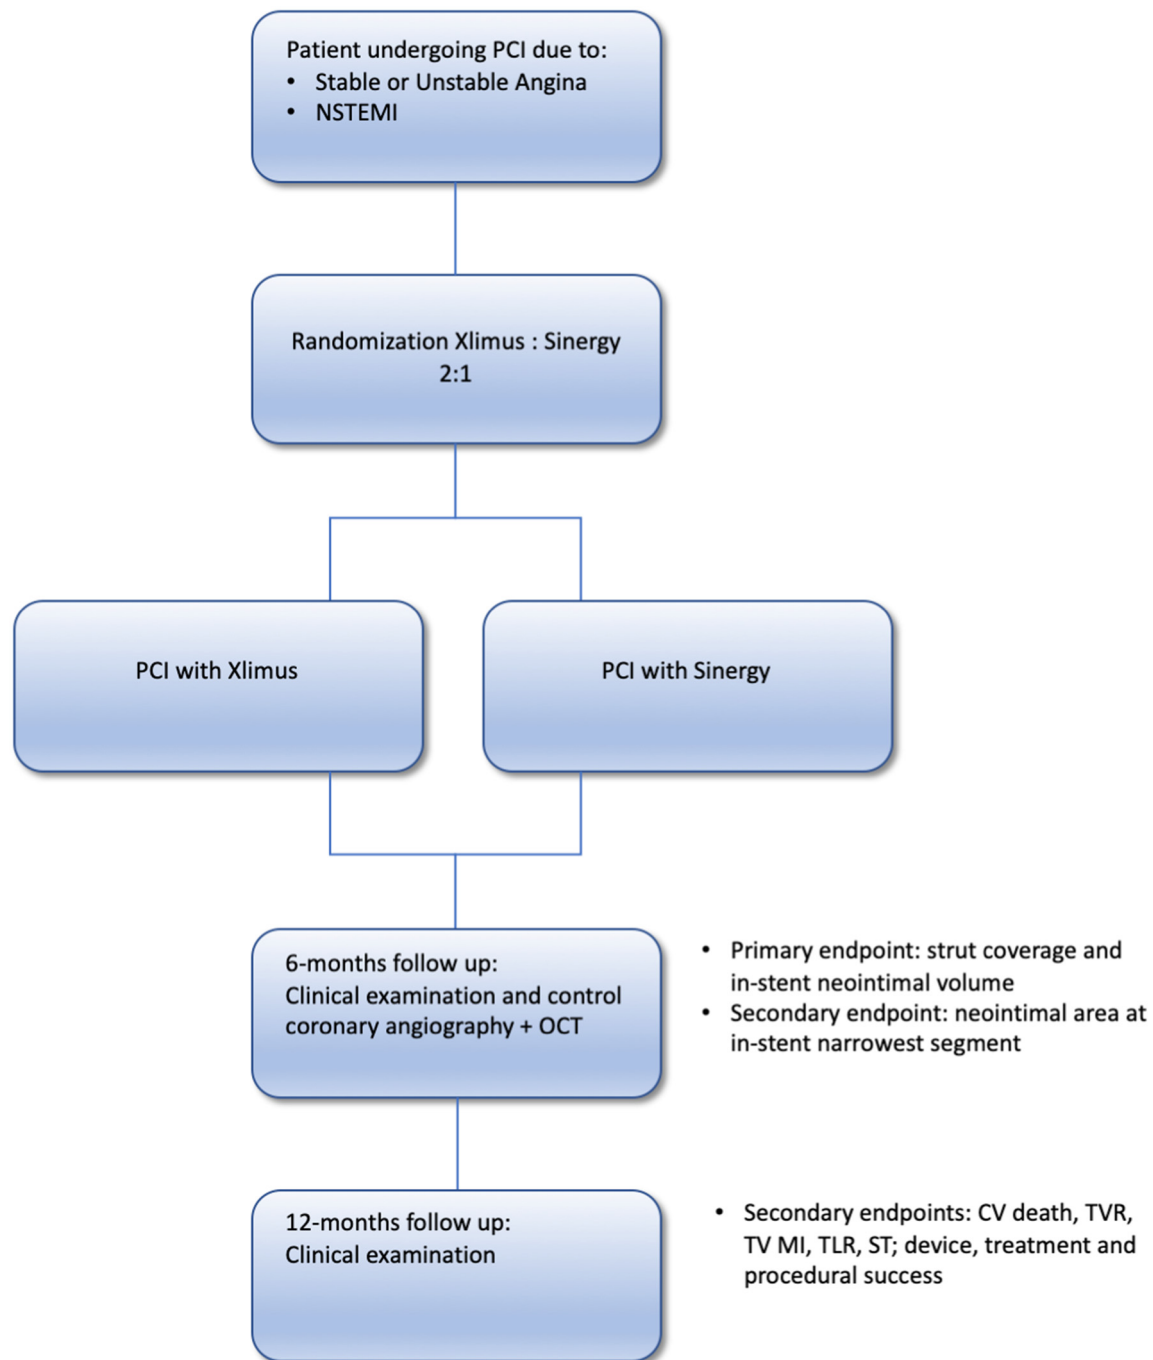 Patient undergoing PCI due to:
• Stable or Unstable Angina
• NSTEMI
Randomization Xlimus : Sinergy
2:1
PCI with Xlimus
PCI with Sinergy
6-months follow up:
Clinical examination and control
coronary angiography + OCT
• Primary endpoint: strut coverage and
in-stent neointimal volume
• Secondary endpoint: neointimal area at
in-stent narrowest segment
12-months follow up:
Clinical examination
• Secondary endpoints: CV death, TVR,
TV MI, TLR, ST; device, treatment and
procedural success